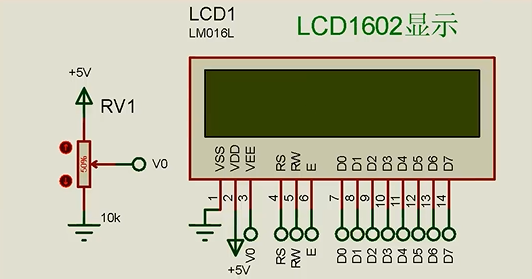 LCD1
LM016L
LCD1602显示
+5V
RV1
50%
V0
10k
VSS
VDD
VEE
RS
RW
E
D0
D1
D2
D3
D4
D5
D6
D7
1
2
3
4
5
6
7
8
9
10
11
12
13
14
V0
RS
RW
E
D0
D1
D2
D3
D4
D5
D6
D7
+5V